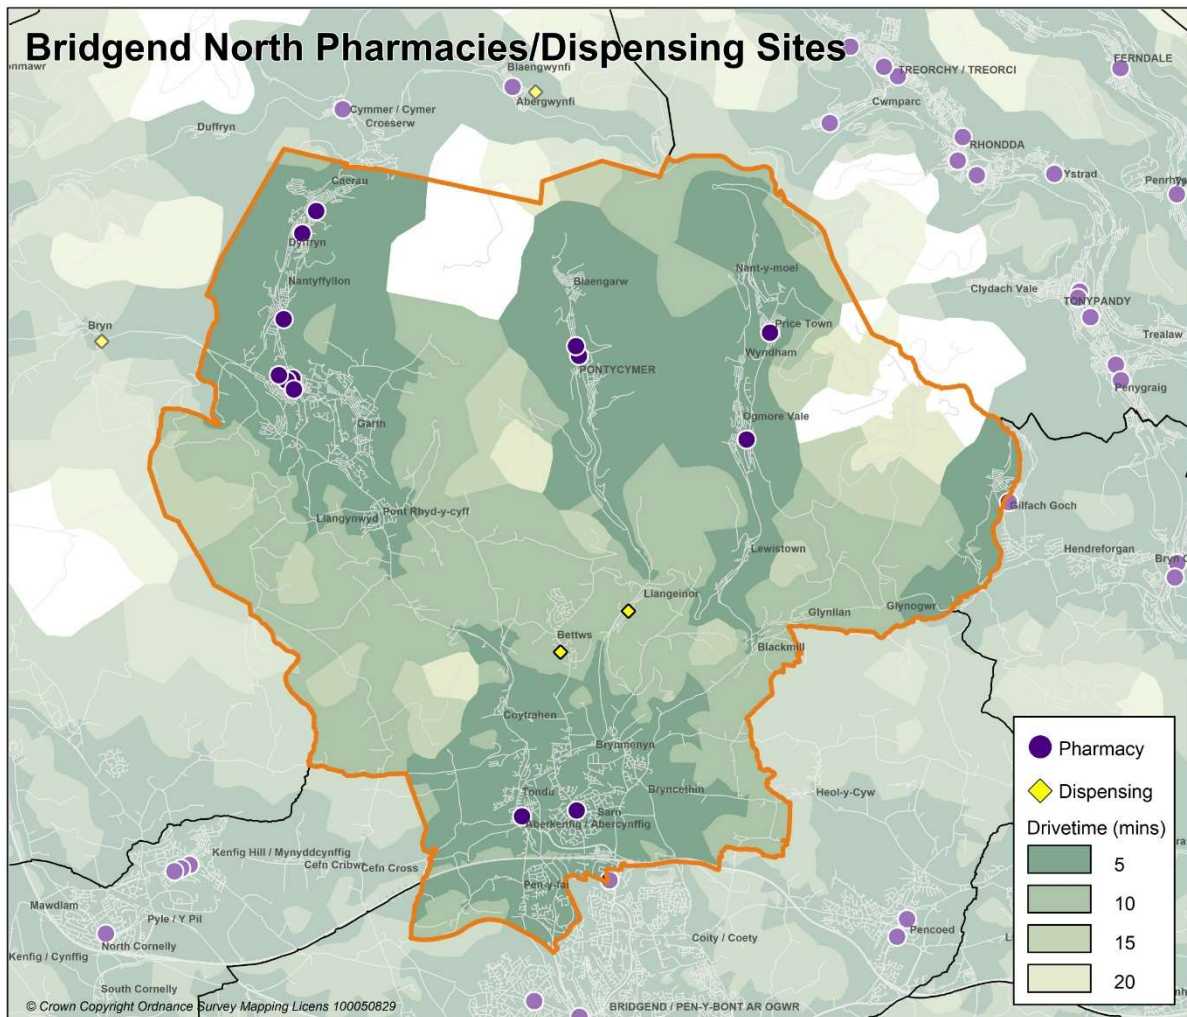 Bridgend North Pharmacies/Dispensing Sites
Blaengwynfi
Abergwynfi
TREORCHY / TREORCI
FERNDALE
Cwmparc
Cymmer / Cymer
Croeserw
Duffryn
RHONDDA
Ystrad
Caerau
Dyffryn
Nantyffyllon
Blaengarw
Nant-y-moel
Clydach Vale
TONYPANDY
Bryn
Price Town
Trealaw
Wyndham
PONTYCYMER
Penygraig
Ogmore Vale
Garth
Llangynwyd
Pont Rhyd-y-cyff
Gilfach Goch
Lewistown
Hendreforgan
Llangeinor
Glynllan
Glynogwr
Bettws
Blackmill
Coytrahen
Brynmenyn
Tondu
Sarn
Bryncethin
Heol-y-Cyw
Aberkenfig / Abercynffig
Kenfig Hill / Mynyddcynffig
Cefn Cribwr
Cefn Cross
Pen-y-fai
Mawdlam
Pyle / Y Pil
North Cornelly
Kenfig / Cynffig
South Cornelly
Coity / Coety
Pencoed
BRIDGEND / PEN-Y-BONT AR OGWR
Pharmacy
Dispensing
Drivetime (mins)
5
10
15
20
© Crown Copyright Ordnance Survey Mapping Licens 100050829